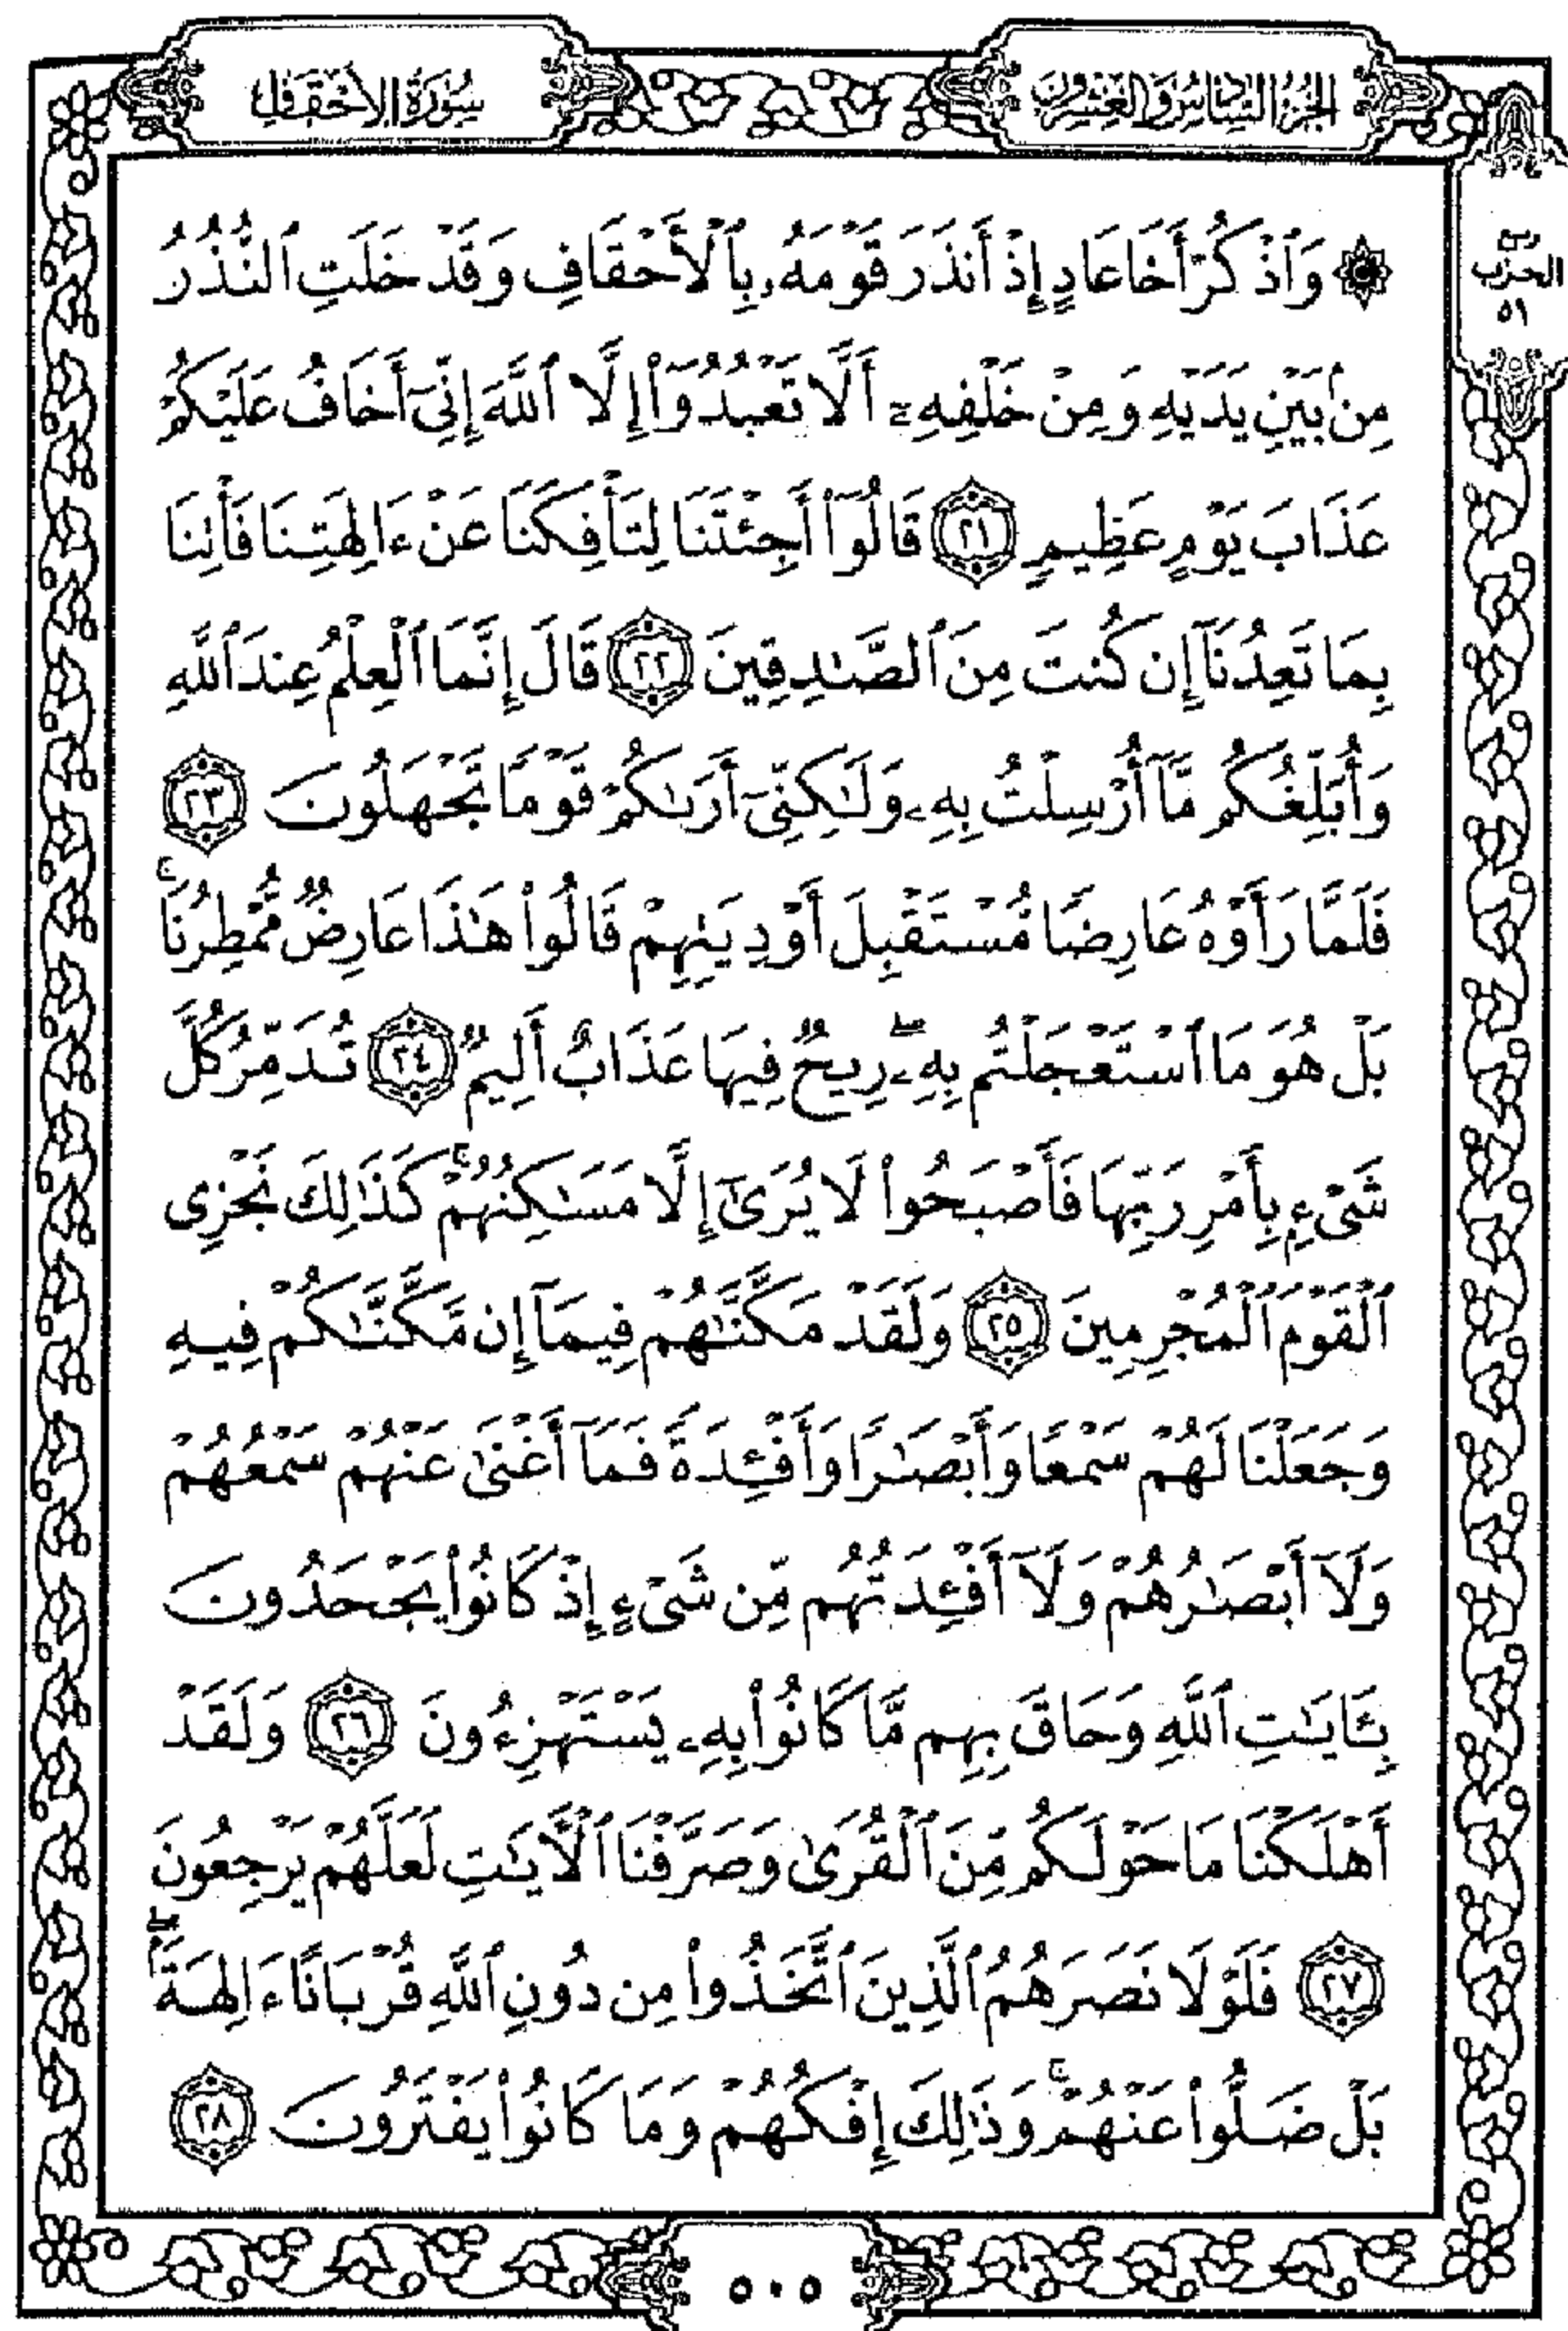 الجزء السادس والعشرون
سورة الأحقاف
ربع
الحزب
٥١
۞ وَٱذْكُرْ أَخَا عَادٍ إِذْ أَنذَرَ قَوْمَهُۥ بِٱلْأَحْقَافِ وَقَدْ خَلَتِ ٱلنُّذُرُ
مِنۢ بَيْنِ يَدَيْهِ وَمِنْ خَلْفِهِۦٓ أَلَّا تَعْبُدُوٓا۟ إِلَّا ٱللَّهَ إِنِّىٓ أَخَافُ عَلَيْكُمْ
عَذَابَ يَوْمٍ عَظِيمٍ ٢١ قَالُوٓا۟ أَجِئْتَنَا لِتَأْفِكَنَا عَنْ ءَالِهَتِنَا فَأْتِنَا
بِمَا تَعِدُنَآ إِن كُنتَ مِنَ ٱلصَّـٰدِقِينَ ٢٢ قَالَ إِنَّمَا ٱلْعِلْمُ عِندَ ٱللَّهِ
وَأُبَلِّغُكُم مَّآ أُرْسِلْتُ بِهِۦ وَلَـٰكِنِّىٓ أَرَىٰكُمْ قَوْمًا تَجْهَلُونَ ٢٣
فَلَمَّا رَأَوْهُ عَارِضًا مُّسْتَقْبِلَ أَوْدِيَتِهِمْ قَالُوا۟ هَـٰذَا عَارِضٌ مُّمْطِرُنَا ۚ
بَلْ هُوَ مَا ٱسْتَعْجَلْتُم بِهِۦ ۖ رِيحٌ فِيهَا عَذَابٌ أَلِيمٌ ٢٤ تُدَمِّرُ كُلَّ
شَىْءٍۭ بِأَمْرِ رَبِّهَا فَأَصْبَحُوا۟ لَا يُرَىٰٓ إِلَّا مَسَـٰكِنُهُمْ ۚ كَذَٰلِكَ نَجْزِى
ٱلْقَوْمَ ٱلْمُجْرِمِينَ ٢٥ وَلَقَدْ مَكَّنَّـٰهُمْ فِيمَآ إِن مَّكَّنَّـٰكُمْ فِيهِ
وَجَعَلْنَا لَهُمْ سَمْعًا وَأَبْصَـٰرًا وَأَفْـِٔدَةً فَمَآ أَغْنَىٰ عَنْهُمْ سَمْعُهُمْ
وَلَآ أَبْصَـٰرُهُمْ وَلَآ أَفْـِٔدَتُهُم مِّن شَىْءٍ إِذْ كَانُوا۟ يَجْحَدُونَ
بِـَٔايَـٰتِ ٱللَّهِ وَحَاقَ بِهِم مَّا كَانُوا۟ بِهِۦ يَسْتَهْزِءُونَ ٢٦ وَلَقَدْ
أَهْلَكْنَا مَا حَوْلَكُم مِّنَ ٱلْقُرَىٰ وَصَرَّفْنَا ٱلْـَٔايَـٰتِ لَعَلَّهُمْ يَرْجِعُونَ
٢٧ فَلَوْلَا نَصَرَهُمُ ٱلَّذِينَ ٱتَّخَذُوا۟ مِن دُونِ ٱللَّهِ قُرْبَانًا ءَالِهَةًۢ ۖ
بَلْ ضَلُّوا۟ عَنْهُمْ ۚ وَذَٰلِكَ إِفْكُهُمْ وَمَا كَانُوا۟ يَفْتَرُونَ ٢٨
٥٠٥